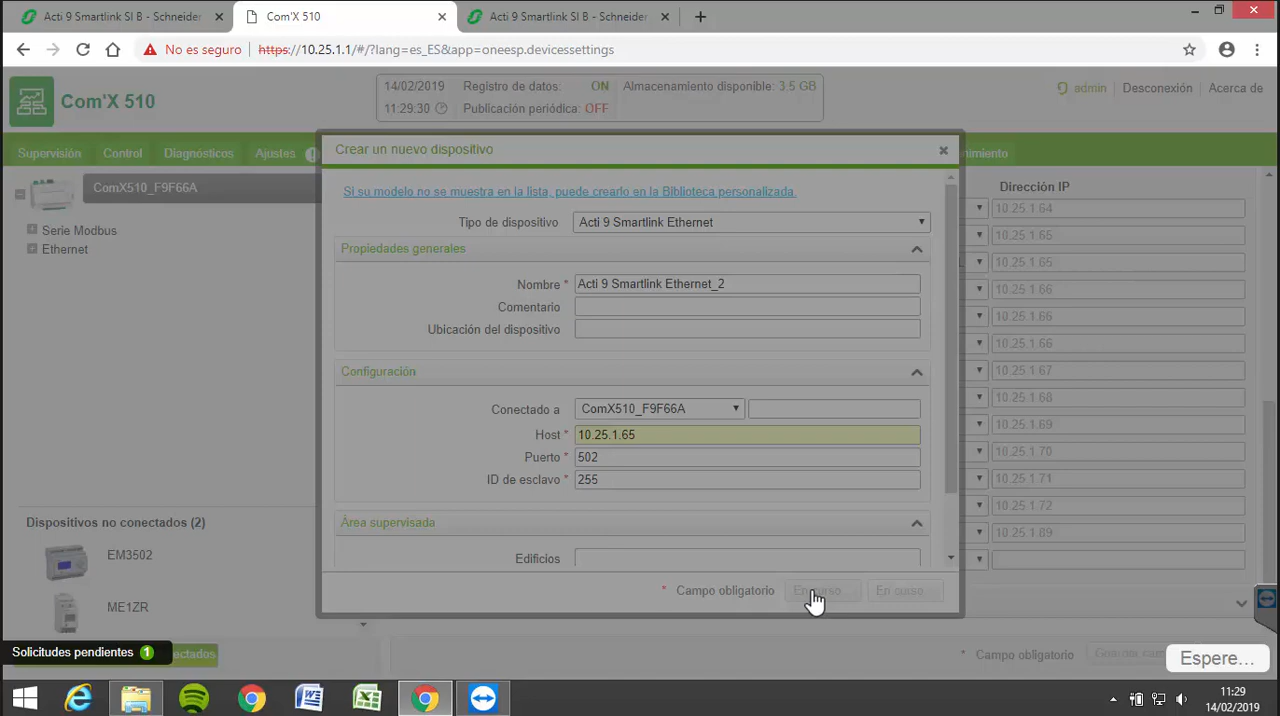 Acti 9 Smartlink SI B - Schneider
Com'X 510
Acti 9 Smartlink SI B - Schneider
No es seguro
https://10.25.1.1/#/?lang=es_ES&app=oneesp.devicessettings
Com'X 510
14/02/2019 Registro de datos: ON Almacenamiento disponible: 3.5 GB
11:29:30 Publicación periódica: OFF
admin Desconexión Acerca de
Supervisión Control Diagnósticos Ajustes
nimiento
Crear un nuevo dispositivo
ComX510_F9F66A
Serie Modbus
Ethernet
Si su modelo no se muestra en la lista, puede crearlo en la Biblioteca personalizada.
Tipo de dispositivo Acti 9 Smartlink Ethernet
Propiedades generales
Nombre * Acti 9 Smartlink Ethernet_2
Comentario
Ubicación del dispositivo
Configuración
Conectado a ComX510_F9F66A
Host * 10.25.1.65
Puerto * 502
ID de esclavo * 255
Área supervisada
Edificios
* Campo obligatorio
En curso...
Dirección IP
10.25.1.64
10.25.1.65
10.25.1.65
10.25.1.66
10.25.1.66
10.25.1.66
10.25.1.67
10.25.1.68
10.25.1.69
10.25.1.70
10.25.1.71
10.25.1.72
10.25.1.89
Dispositivos no conectados (2)
EM3502
ME1ZR
Solicitudes pendientes 1
ectados
* Campo obligatorio
Espere...
11:29
14/02/2019